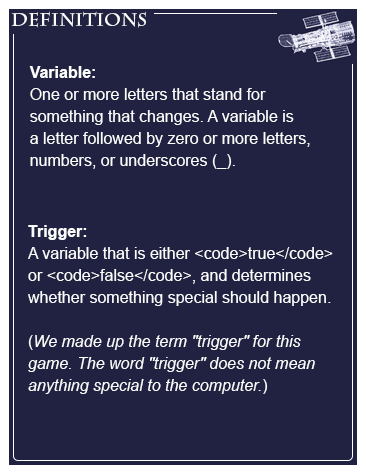 DEFINITIONS
Variable:
One or more letters that stand for
something that changes. A variable is
a letter followed by zero or more letters,
numbers, or underscores (_).
Trigger:
A variable that is either <code>true</code>
or <code>false</code>, and determines
whether something special should happen.
(We made up the term "trigger" for this
game. The word "trigger" does not mean
anything special to the computer.)